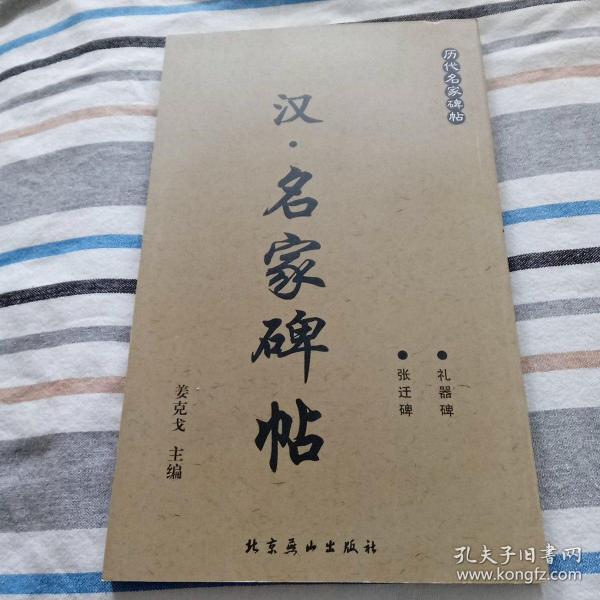 历代名家碑帖
汉·名家碑帖
● 礼器碑
● 张迁碑
姜克戈 主编
北京燕山出版社
孔夫子旧书网
www.kongfz.com